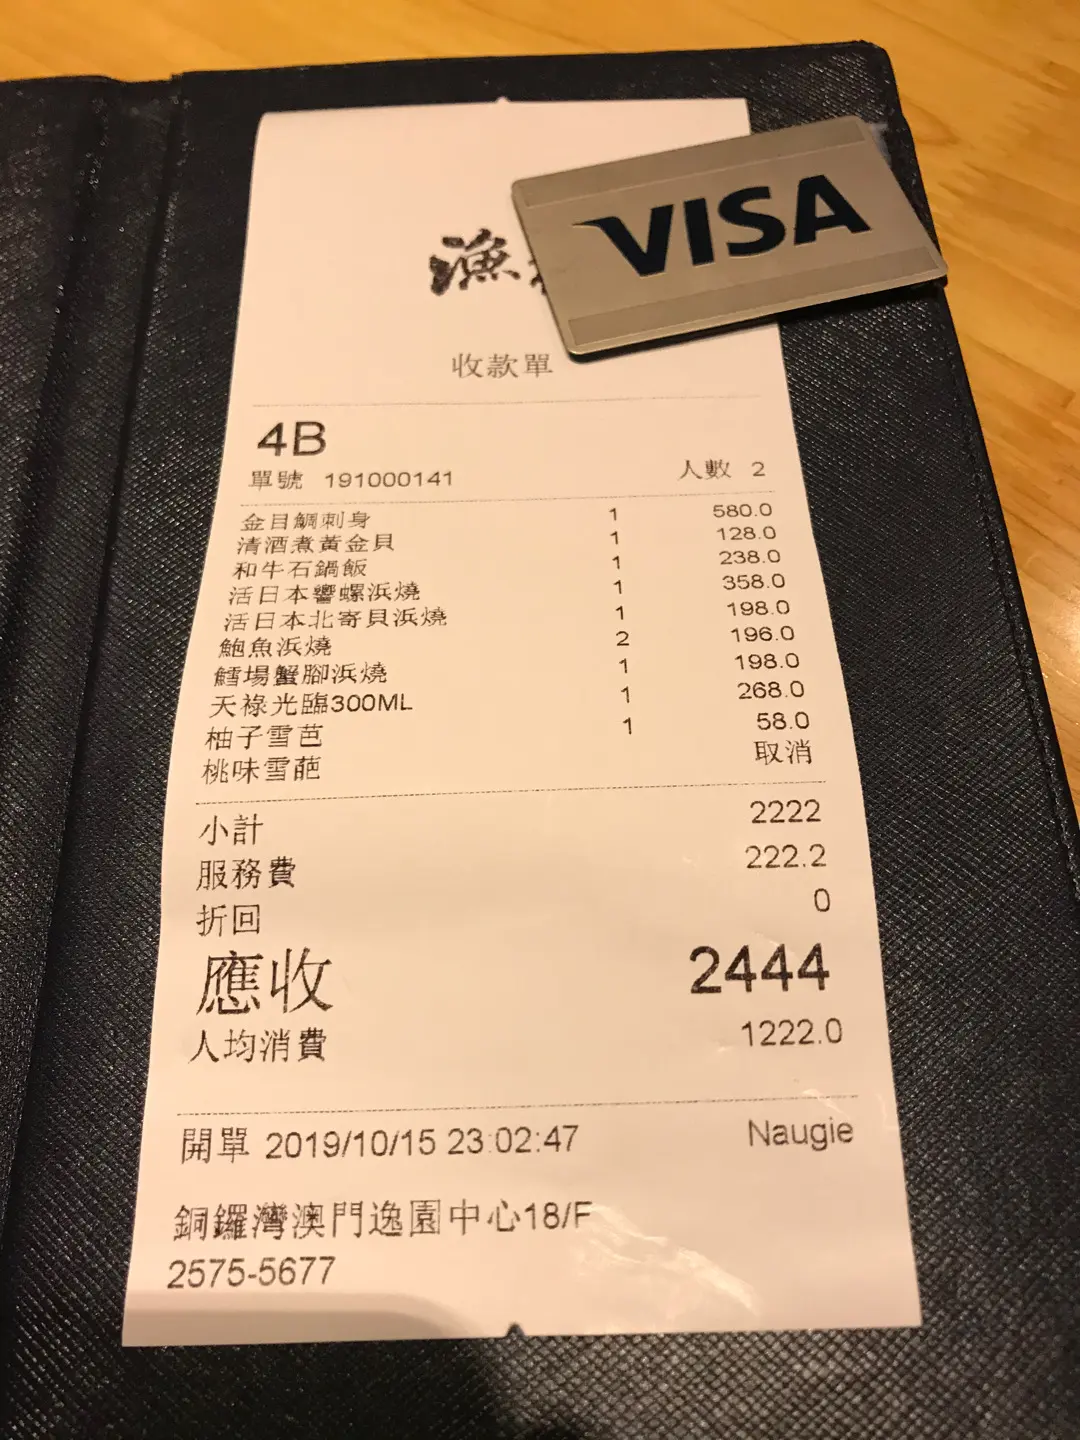 漁
VISA
收款單
4B
單號 191000141 人數 2
金目鯛刺身 1 580.0
清酒煮黃金貝 1 128.0
和牛石鍋飯 1 238.0
活日本響螺浜燒 1 358.0
活日本北寄貝浜燒 1 198.0
鮑魚浜燒 2 196.0
鱈場蟹腳浜燒 1 198.0
天祿光臨300ML 1 268.0
柚子雪芭 1 58.0
桃味雪葩 取消
小計 2222
服務費 222.2
折回 0
應收 2444
人均消費 1222.0
開單 2019/10/15 23:02:47 Naugie
銅鑼灣澳門逸園中心18/F
2575-5677